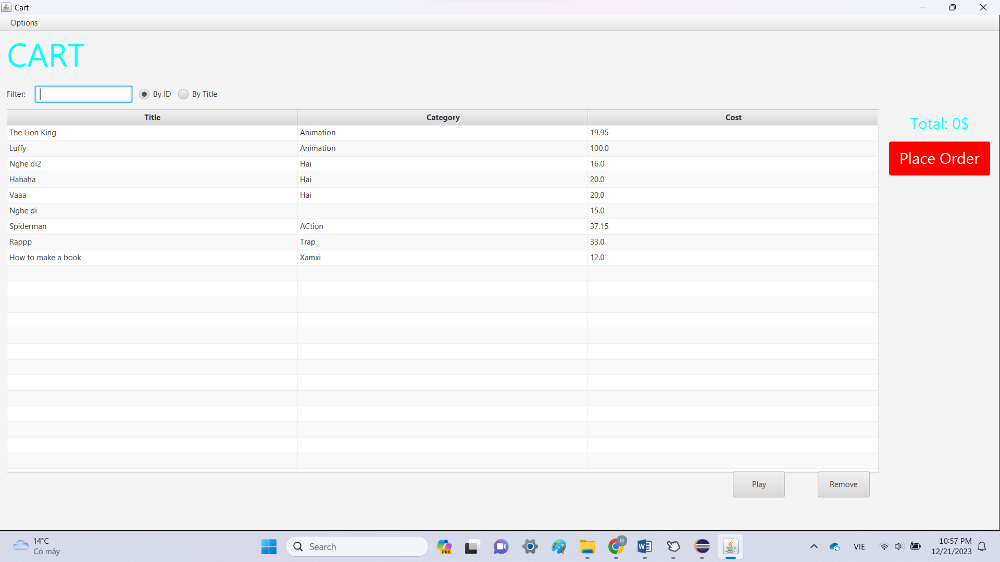 Cart
Options
CART
Filter: By ID By Title
Title Category Cost
The Lion King Animation 19.95
Luffy Animation 100.0
Nghe di2 Hai 16.0
Hahaha Hai 20.0
Vaaa Hai 20.0
Nghe di 15.0
Spiderman ACtion 37.15
Rappp Trap 33.0
How to make a book Xamxi 12.0
Total: 0$
Place Order
Play Remove
14°C
Có mây
Search
PRE
H
W
VIE
10:57 PM
12/21/2023